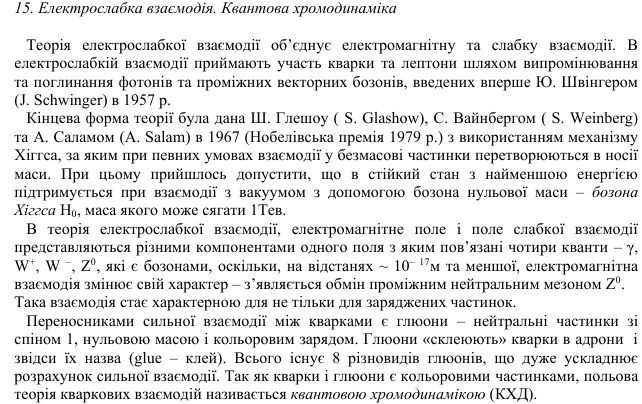 15. Електрослабка взаємодія. Квантова хромодинаміка
Теорія електрослабкої взаємодії об’єднує електромагнітну та слабку взаємодії. В
електрослабкій взаємодії приймають участь кварки та лептони шляхом випромінювання
та поглинання фотонів та проміжних векторних бозонів, введених вперше Ю. Швінгером
(J. Schwinger) в 1957 р.
Кінцева форма теорії була дана Ш. Глешоу ( S. Glashow), С. Вайнбергом ( S. Weinberg)
та А. Саламом (A. Salam) в 1967 (Нобелівська премія 1979 р.) з використанням механізму
Хіггса, за яким при певних умовах взаємодії у безмасові частинки перетворюються в носії
маси. При цьому прийшлось допустити, що в стійкий стан з найменшою енергією
підтримується при взаємодії з вакуумом з допомогою бозона нульової маси – бозона
Хіггса H₀, маса якого може сягати 1Тев.
В теорія електрослабкої взаємодії, електромагнітне поле і поле слабкої взаємодії
представляються різними компонентами одного поля з яким пов’язані чотири кванти – γ,
W⁺, W ⁻, Z⁰, які є бозонами, оскільки, на відстанях ~ 10⁻ ¹⁷м та меншої, електромагнітна
взаємодія змінює свій характер – з’являється обмін проміжним нейтральним мезоном Z⁰.
Така взаємодія стає характерною для не тільки для заряджених частинок.
Переносниками сильної взаємодії між кварками є глюони – нейтральні частинки зі
спіном 1, нульовою масою і кольоровим зарядом. Глюони «склеюють» кварки в адрони і
звідси їх назва (glue – клей). Всього існує 8 різновидів глюонів, що дуже ускладнює
розрахунок сильної взаємодії. Так як кварки і глюони є кольоровими частинками, польова
теорія кваркових взаємодій називається квантовою хромодинамікою (КХД).